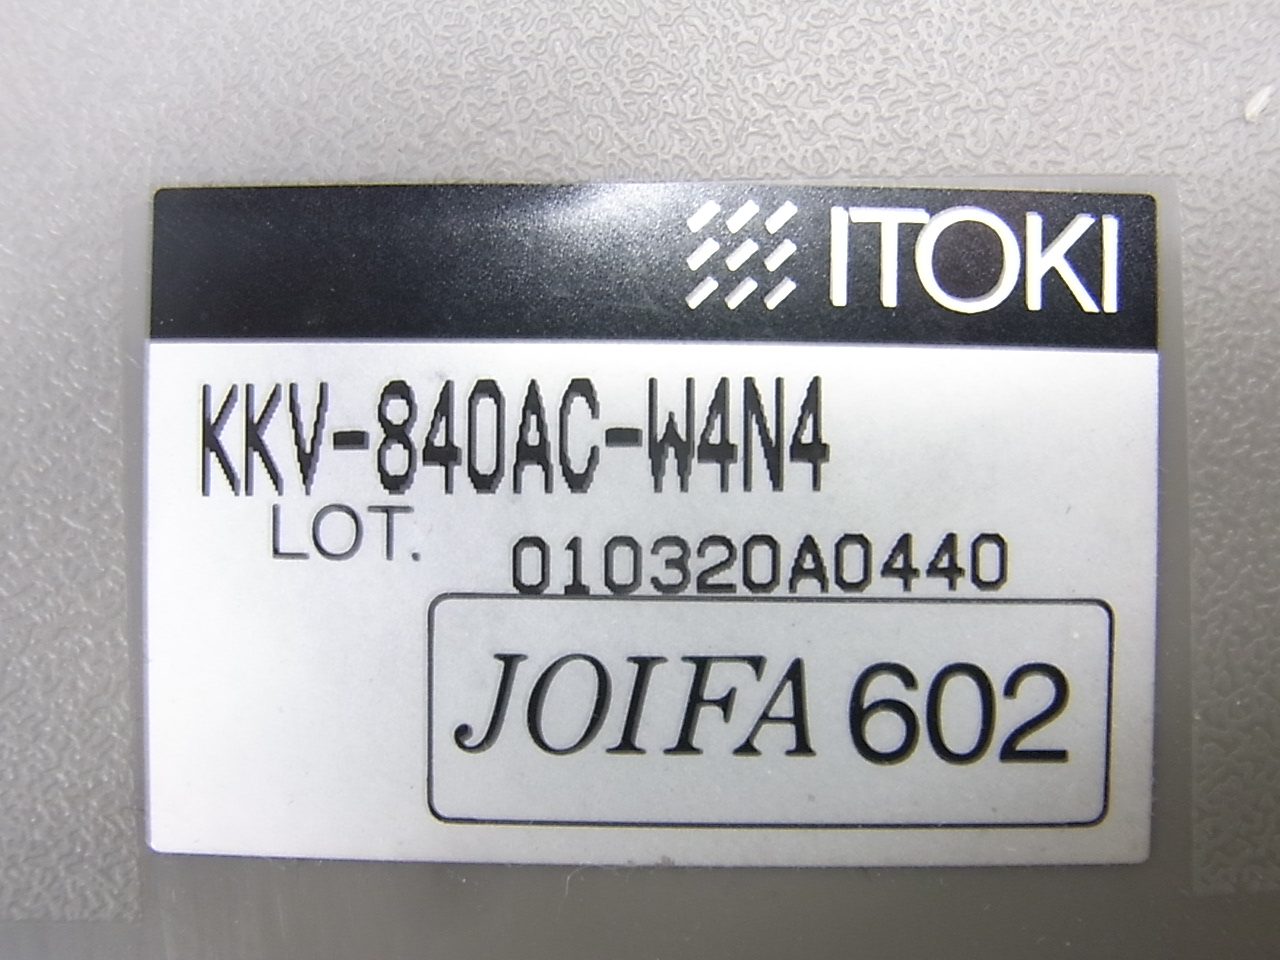 ITOKI
KKV-840AC-W4N4
LOT.
010320A0440
JOIFA 602